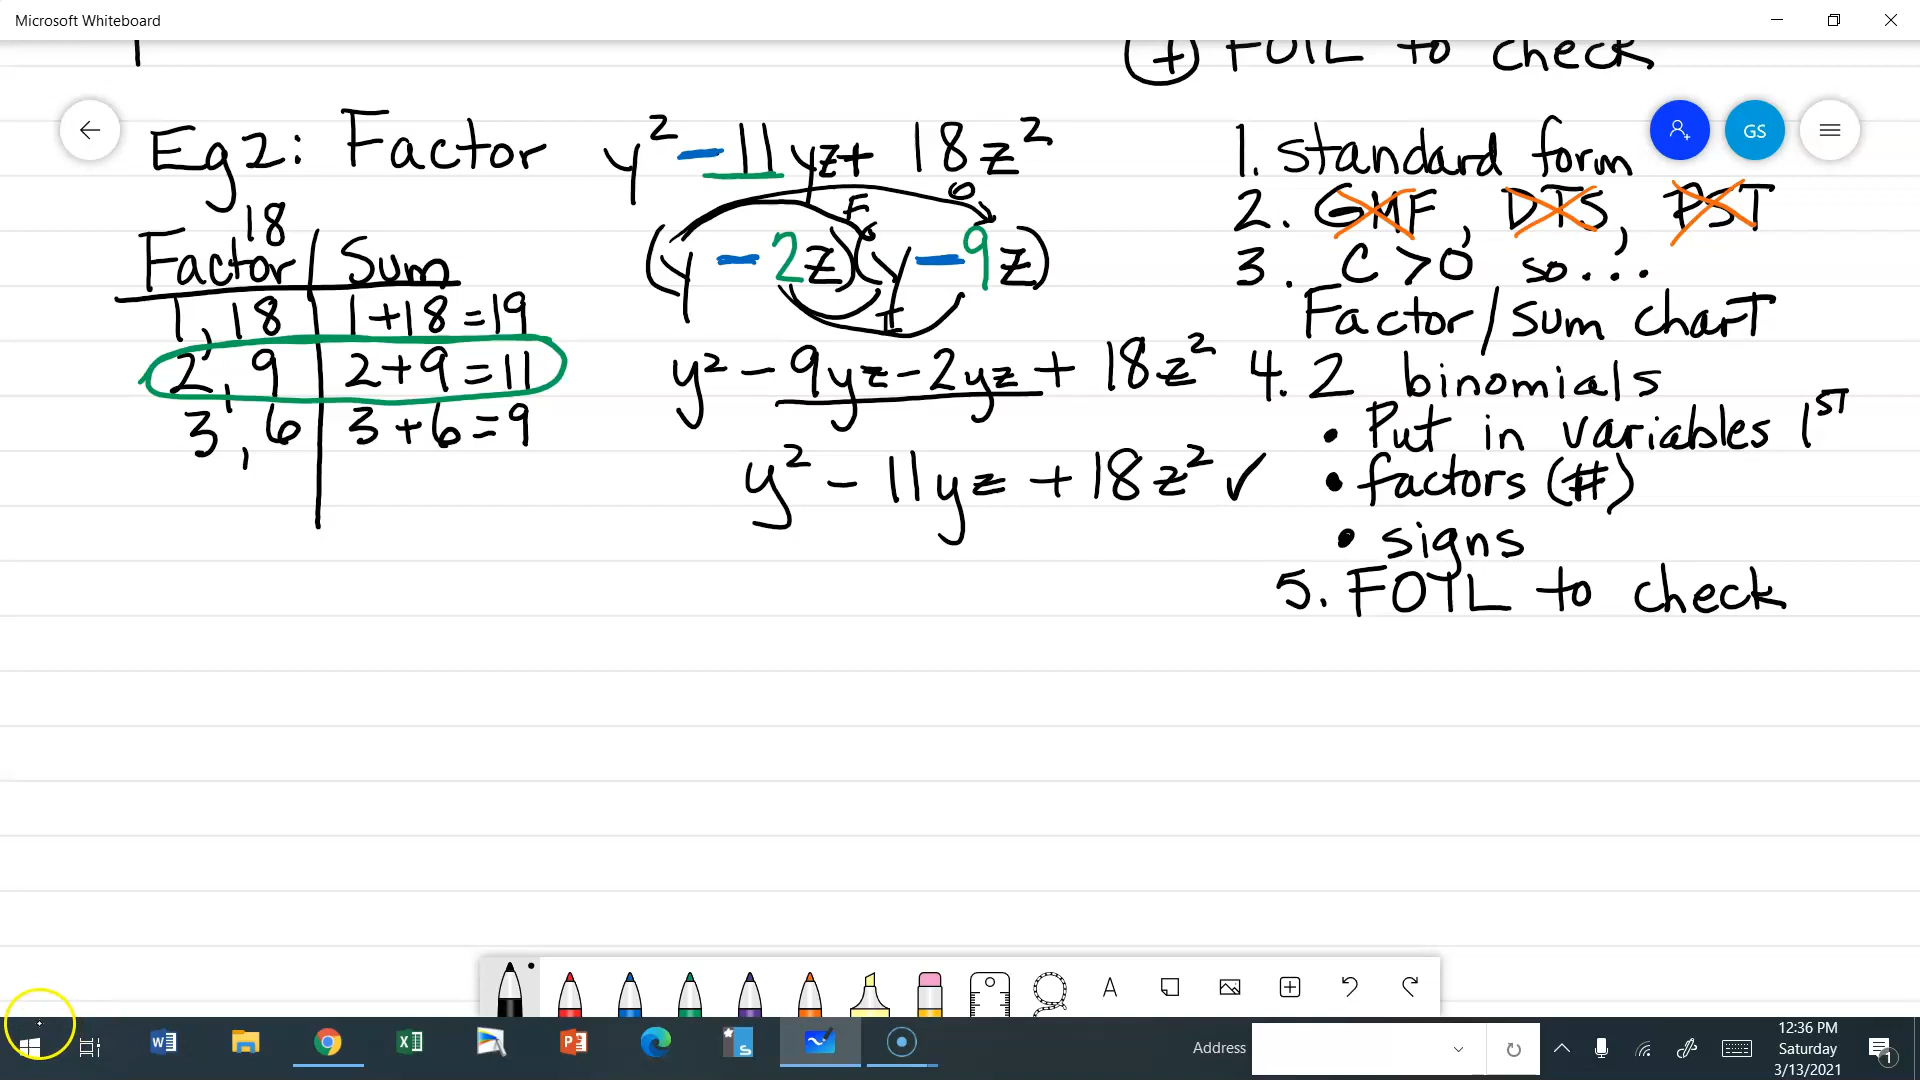 Microsoft Whiteboard
+ FOIL to check
Eg2: Factor y² - 11yz + 18z²
18
Factor / Sum
1, 18 1+18=19
2, 9 2+9=11
3, 6 3+6=9
F O
(y - 2z)(y - 9z)
I
y² - 9yz - 2yz + 18z²
y² - 11yz + 18z² ✓
1. standard form
2. GMF, DTS, PST
3. C >0 so...
Factor / sum chart
4. 2 binomials
• Put in variables 1ST
• factors (#)
• signs
5. FOIL to check
GS
A
Address
12:36 PM
Saturday
3/13/2021
1